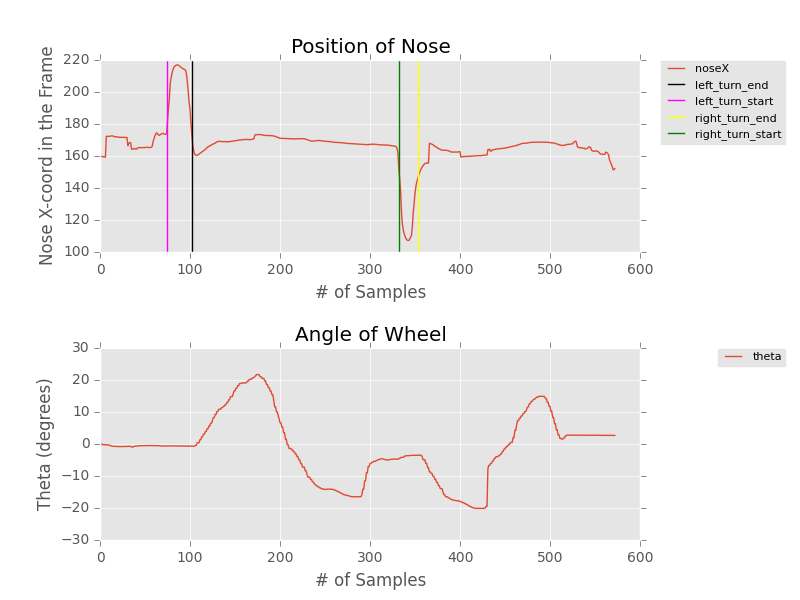 Position of Nose
220
200
180
160
140
120
100
Nose X-coord in the Frame
0 100 200 300 400 500 600
# of Samples
noseX
left_turn_end
left_turn_start
right_turn_end
right_turn_start
Angle of Wheel
30
20
10
0
−10
−20
−30
Theta (degrees)
0 100 200 300 400 500 600
# of Samples
theta